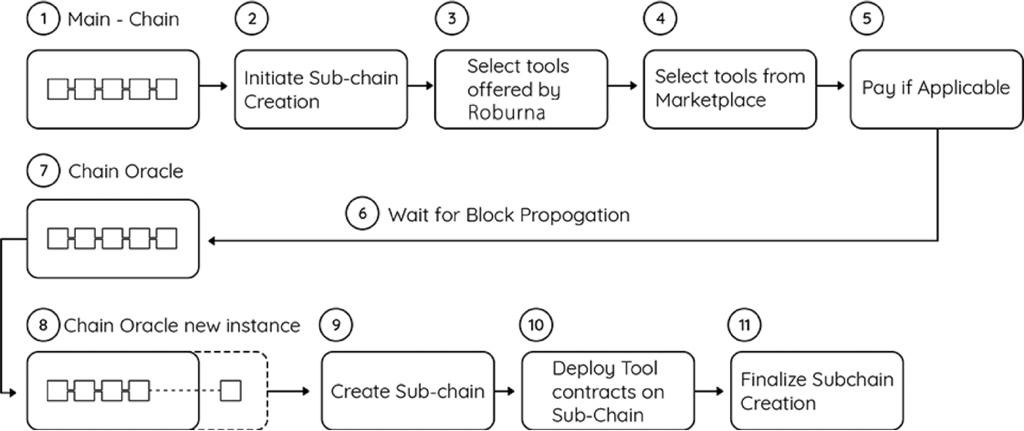 1 Main - Chain
2
3
4
5
Initiate Sub-chain
Creation
Select tools
offered by
Roburna
Select tools from
Marketplace
Pay if Applicable
7 Chain Oracle
6 Wait for Block Propogation
8 Chain Oracle new instance
9
10
11
Create Sub-chain
Deploy Tool
contracts on
Sub-Chain
Finalize Subchain
Creation